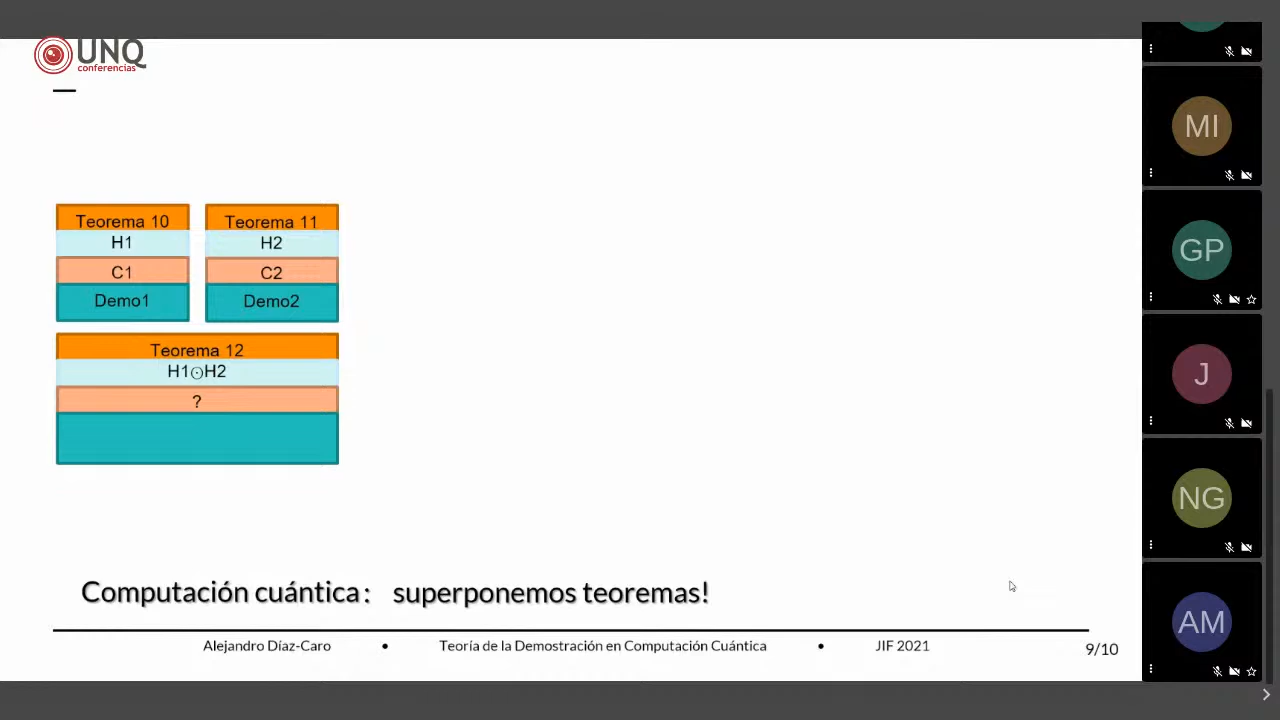 UNQ
conferencias
Teorema 10
H1
C1
Demo1
Teorema 11
H2
C2
Demo2
Teorema 12
H1⊙H2
?
Computación cuántica: superponemos teoremas!
Alejandro Díaz-Caro • Teoría de la Demostración en Computación Cuántica • JIF 2021
9/10
MI
GP
J
NG
AM